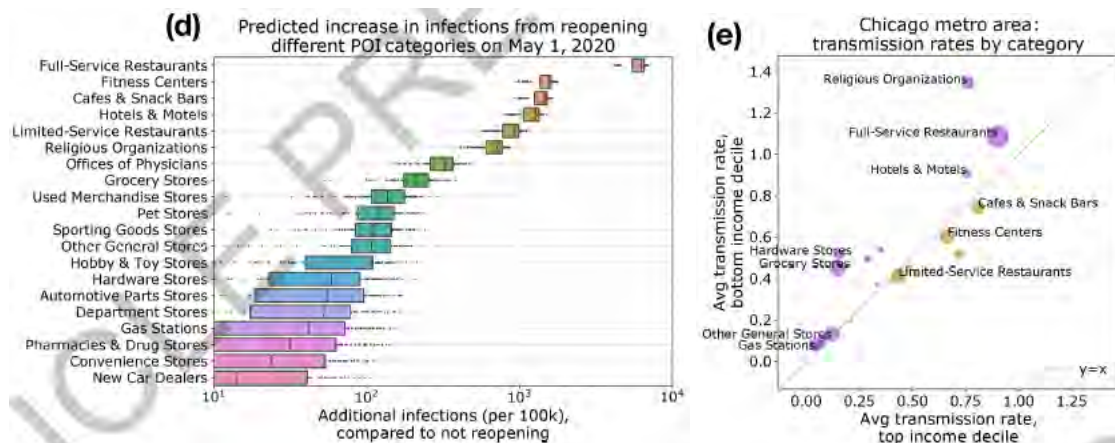 (d)
Predicted increase in infections from reopening
different POI categories on May 1, 2020
Full-Service Restaurants
Fitness Centers
Cafes & Snack Bars
Hotels & Motels
Limited-Service Restaurants
Religious Organizations
Offices of Physicians
Grocery Stores
Used Merchandise Stores
Pet Stores
Sporting Goods Stores
Other General Stores
Hobby & Toy Stores
Hardware Stores
Automotive Parts Stores
Department Stores
Gas Stations
Pharmacies & Drug Stores
Convenience Stores
New Car Dealers
10¹ 10² 10³ 10⁴
Additional infections (per 100k),
compared to not reopening
(e)
Chicago metro area:
transmission rates by category
Avg transmission rate,
bottom income decile
1.4
1.2
1.0
0.8
0.6
0.4
0.2
0.0
Religious Organizations
Full-Service Restaurants
Hotels & Motels
Cafes & Snack Bars
Fitness Centers
Hardware Stores
Grocery Stores
Limited-Service Restaurants
Other General Stores
Gas Stations
y=x
0.00 0.25 0.50 0.75 1.00 1.25
Avg transmission rate,
top income decile